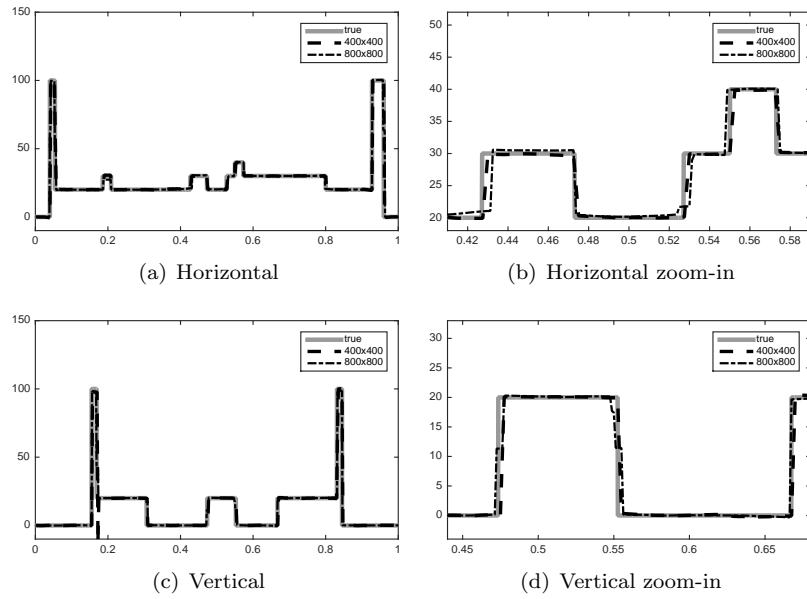 true
400x400
800x800
150
100
50
0
0 0.2 0.4 0.6 0.8 1
(a) Horizontal
true
400x400
800x800
50
45
40
35
30
25
20
0.42 0.44 0.46 0.48 0.5 0.52 0.54 0.56 0.58
(b) Horizontal zoom-in
true
400x400
800x800
150
100
50
0
0 0.2 0.4 0.6 0.8 1
(c) Vertical
true
400x400
800x800
30
25
20
15
10
5
0
0.45 0.5 0.55 0.6 0.65
(d) Vertical zoom-in